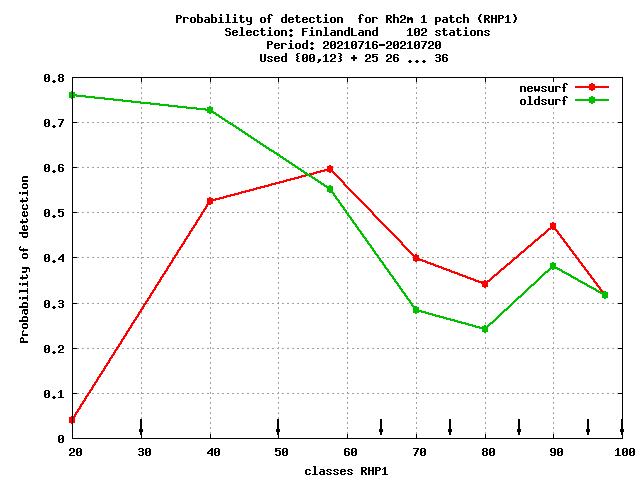 Probability of detection  for Rh2m 1 patch (RHP1)
Selection: FinlandLand    102 stations
Period: 20210716-20210720
Used {00,12} + 25 26 ... 36
newsurf
oldsurf
Probability of detection
0.8
0.7
0.6
0.5
0.4
0.3
0.2
0.1
0
20 30 40 50 60 70 80 90 100
classes RHP1